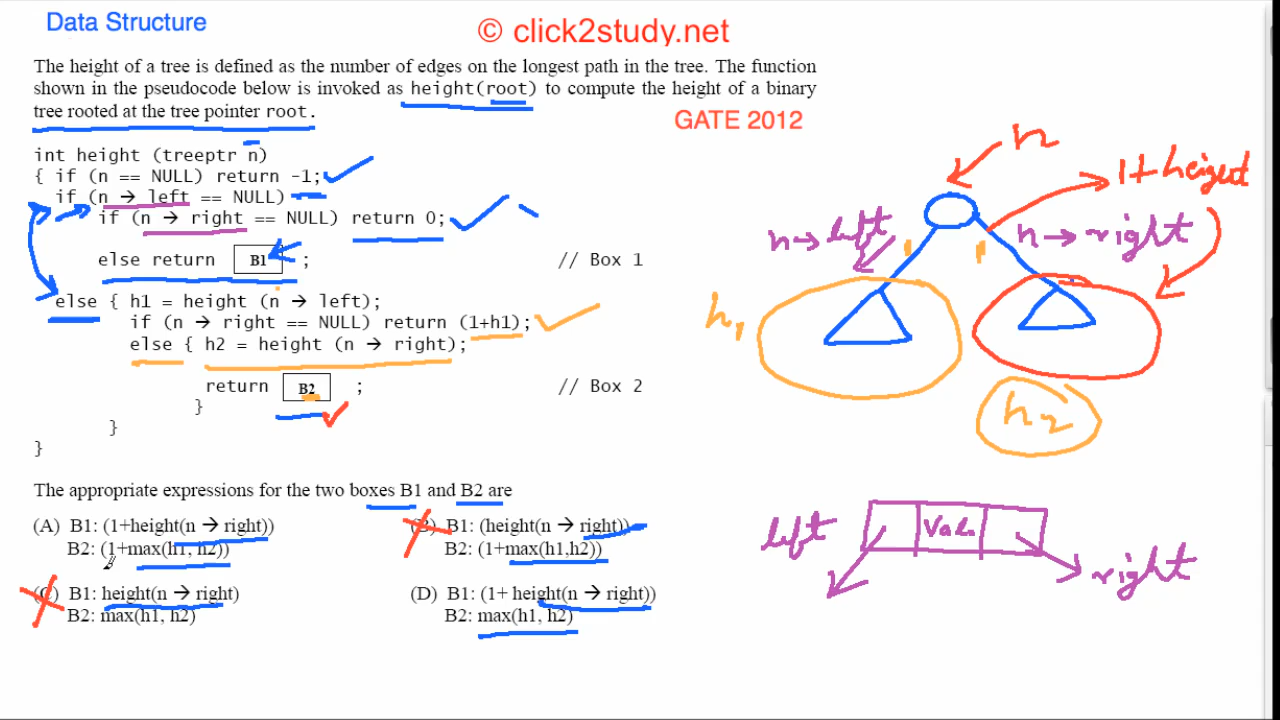 Data Structure
© click2study.net
The height of a tree is defined as the number of edges on the longest path in the tree. The function
shown in the pseudocode below is invoked as height(root) to compute the height of a binary
tree rooted at the tree pointer root.
GATE 2012
int height (treeptr n)
{ if (n == NULL) return -1;
if (n → left == NULL)
if (n → right == NULL) return 0;
else return B1 ; // Box 1
else { h1 = height (n → left);
if (n → right == NULL) return (1+h1);
else { h2 = height (n → right);
return B2 ; // Box 2
}
}
}
The appropriate expressions for the two boxes B1 and B2 are
(A) B1: (1+height(n → right))
B2: (1+max(h1, h2))
(B) B1: (height(n → right))
B2: (1+max(h1,h2))
(C) B1: height(n → right)
B2: max(h1, h2)
(D) B1: (1+ height(n → right))
B2: max(h1, h2)
n
1+height
n→left
n→right
1
1
h1
h2
left
Val.
right